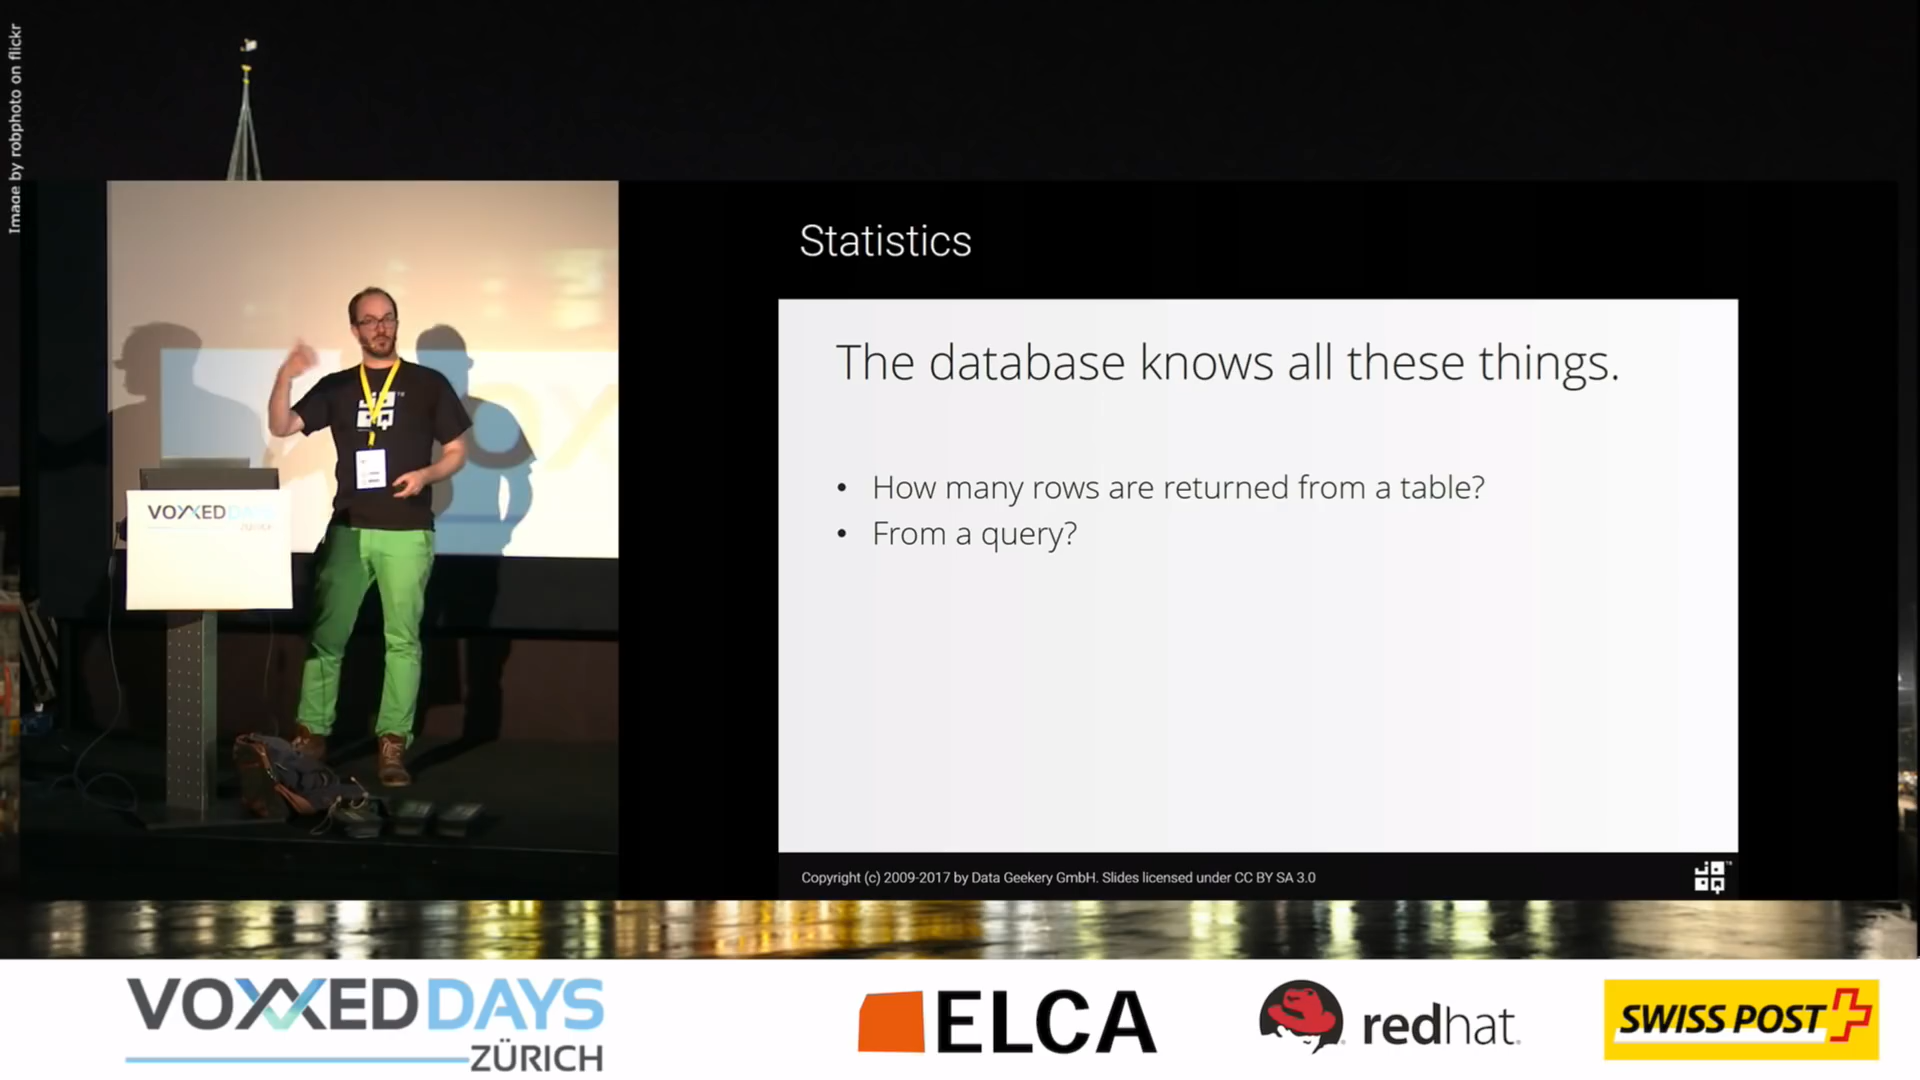 Image by robphoto on flickr
Statistics
The database knows all these things.
• How many rows are returned from a table?
• From a query?
Copyright (c) 2009-2017 by Data Geekery GmbH. Slides licensed under CC BY SA 3.0
JOOQ™
VOXXED DAYS
VOXXED DAYS
ZÜRICH
ELCA
redhat.
SWISS POST